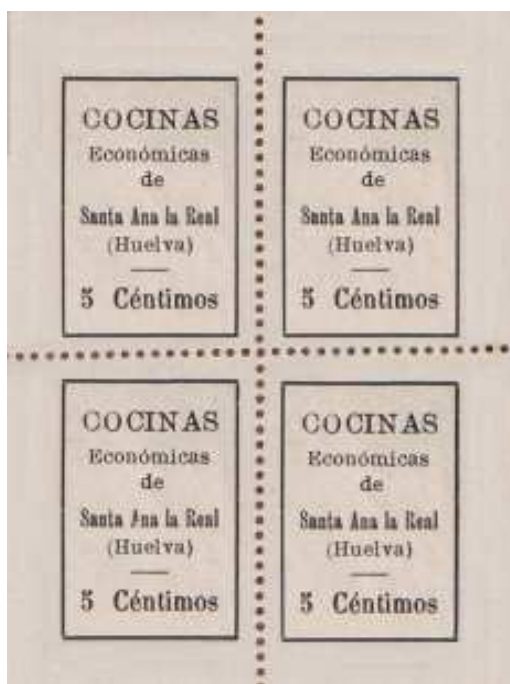 COCINAS
Económicas
de
Santa Ana la Real
(Huelva)
5 Céntimos
COCINAS
Económicas
de
Santa Ana la Real
(Huelva)
5 Céntimos
COCINAS
Económicas
de
Santa Ana la Real
(Huelva)
5 Céntimos
COCINAS
Económicas
de
Santa Ana la Real
(Huelva)
5 Céntimos